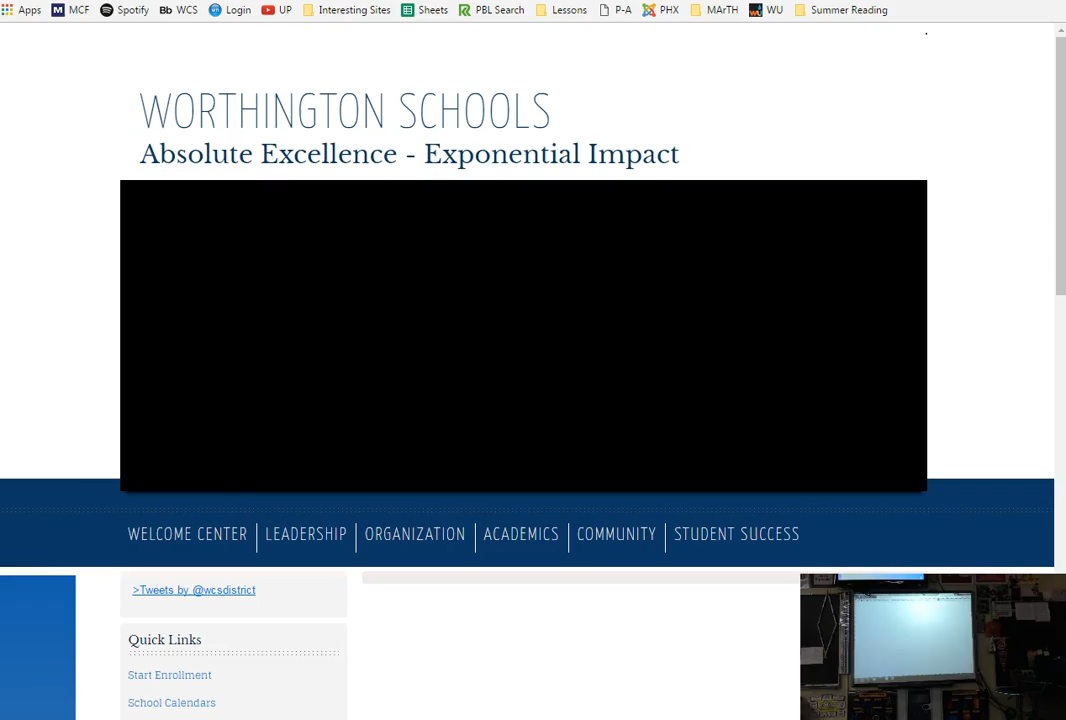 Apps MCF Spotify Bb WCS Login UP Interesting Sites Sheets PBL Search Lessons P-A PHX MArTH WU Summer Reading
WORTHINGTON SCHOOLS
Absolute Excellence - Exponential Impact
WELCOME CENTER LEADERSHIP ORGANIZATION ACADEMICS COMMUNITY STUDENT SUCCESS
>Tweets by @wcsdistrict
Quick Links
Start Enrollment
School Calendars